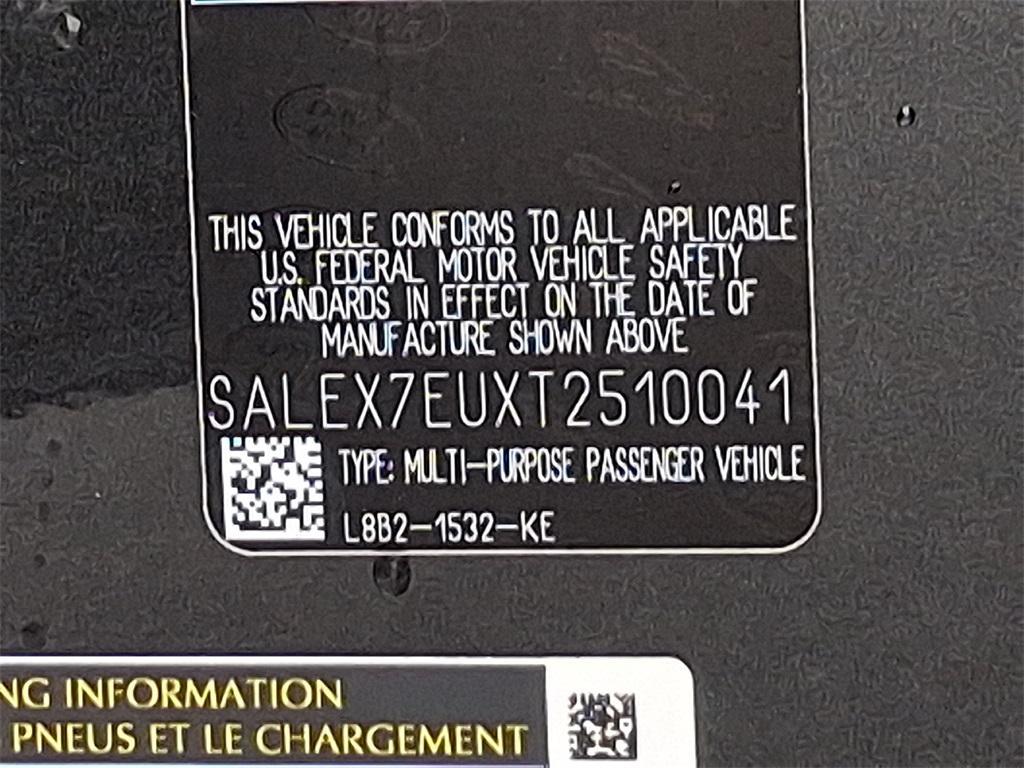 THIS VEHICLE CONFORMS TO ALL APPLICABLE
U.S. FEDERAL MOTOR VEHICLE SAFETY
STANDARDS IN EFFECT ON THE DATE OF
MANUFACTURE SHOWN ABOVE
SALEX7EUXT2510041
TYPE: MULTI-PURPOSE PASSENGER VEHICLE
L8B2-1532-KE
NG INFORMATION
PNEUS ET LE CHARGEMENT